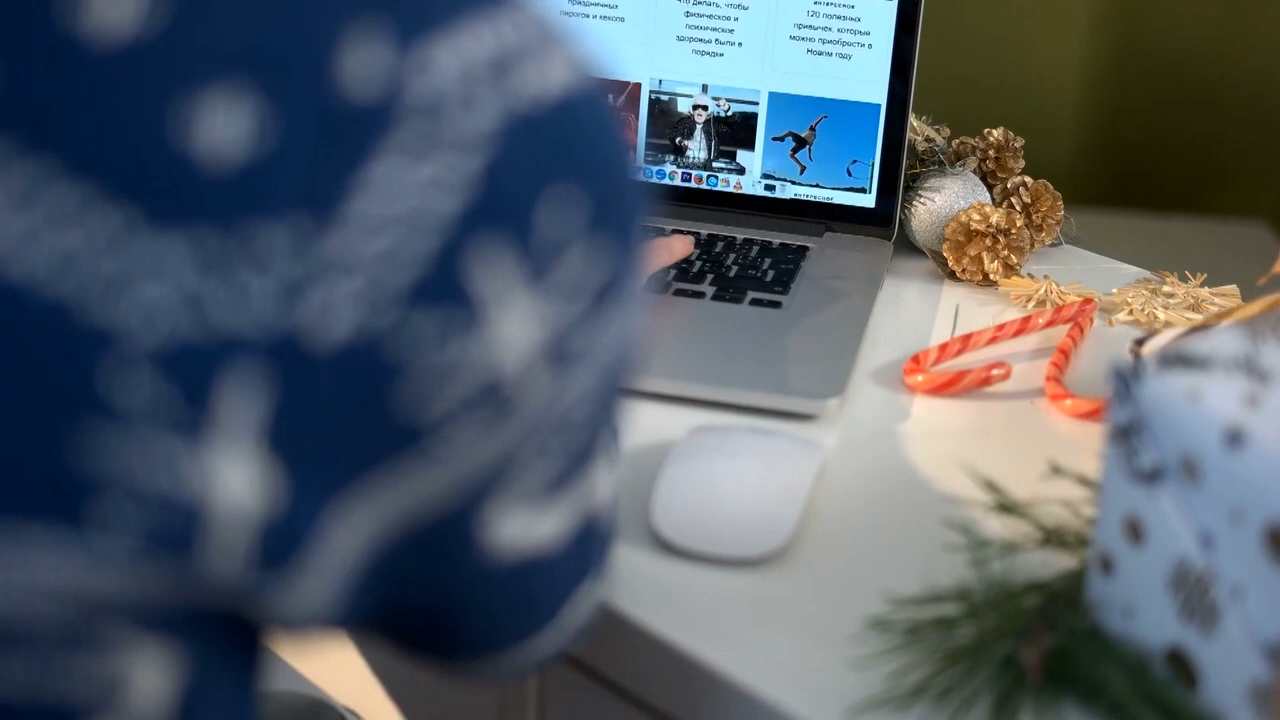 праздничных
пирогов и кексов
что делать, чтобы
физическое и
психическое
здоровье были в
порядке
ИНТЕРЕСНОЕ
120 полезных
привычек, которые
можно приобрести в
Новом году
ИНТЕРЕСНОЕ